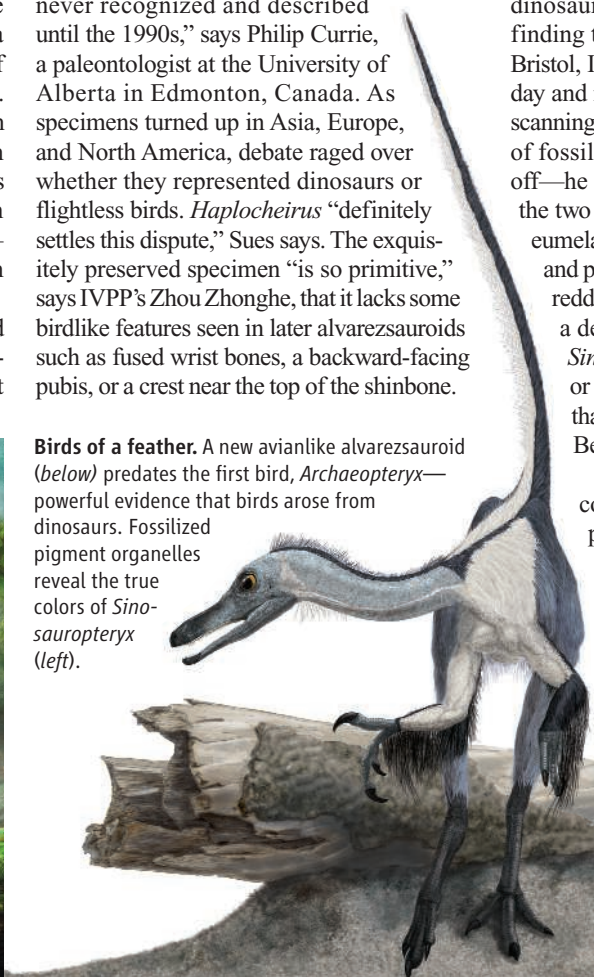 never recognized and described
until the 1990s,” says Philip Currie,
a paleontologist at the University of
Alberta in Edmonton, Canada. As
specimens turned up in Asia, Europe,
and North America, debate raged over
whether they represented dinosaurs or
flightless birds. Haplocheirus “definitely
settles this dispute,” Sues says. The exquis-
itely preserved specimen “is so primitive,”
says IVPP’s Zhou Zhonghe, that it lacks some
birdlike features seen in later alvarezsauroids
such as fused wrist bones, a backward-facing
pubis, or a crest near the top of the shinbone.
Birds of a feather. A new avianlike alvarezsauroid
(below) predates the first bird, Archaeopteryx—
powerful evidence that birds arose from
dinosaurs. Fossilized
pigment organelles
reveal the true
colors of Sino-
sauropteryx
(left).
dinosaur
finding
Bristol,
day and
scanning
of fossil
off—he
the two
eumela
and p
redd
a de
Sin
or
tha
Be
co
p